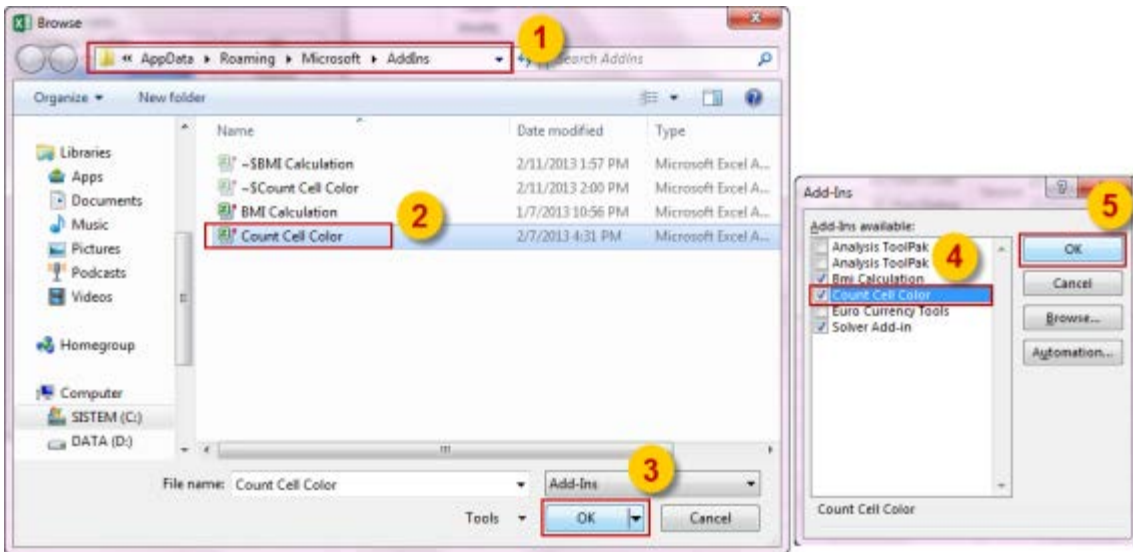 Browse
1
« AppData ▸ Roaming ▸ Microsoft ▸ AddIns
Search AddIns
Organize
New folder
Name
Date modified
Type
Libraries
Apps
Documents
Music
Pictures
Podcasts
Videos
Homegroup
Computer
SISTEM (C:)
DATA (D:)
~$BMI Calculation 2/11/2013 1:57 PM Microsoft Excel A...
~$Count Cell Color 2/11/2013 2:00 PM Microsoft Excel A...
BMI Calculation 1/7/2013 10:56 PM Microsoft Excel A...
2
Count Cell Color 2/7/2013 4:31 PM Microsoft Excel A...
3
File name: Count Cell Color
Add-Ins
Tools
OK
Cancel
Add-Ins
5
Add-Ins available:
Analysis ToolPak
Analysis ToolPak
4
Bmi Calculation
Count Cell Color
Euro Currency Tools
Solver Add-in
OK
Cancel
Browse...
Automation...
Count Cell Color